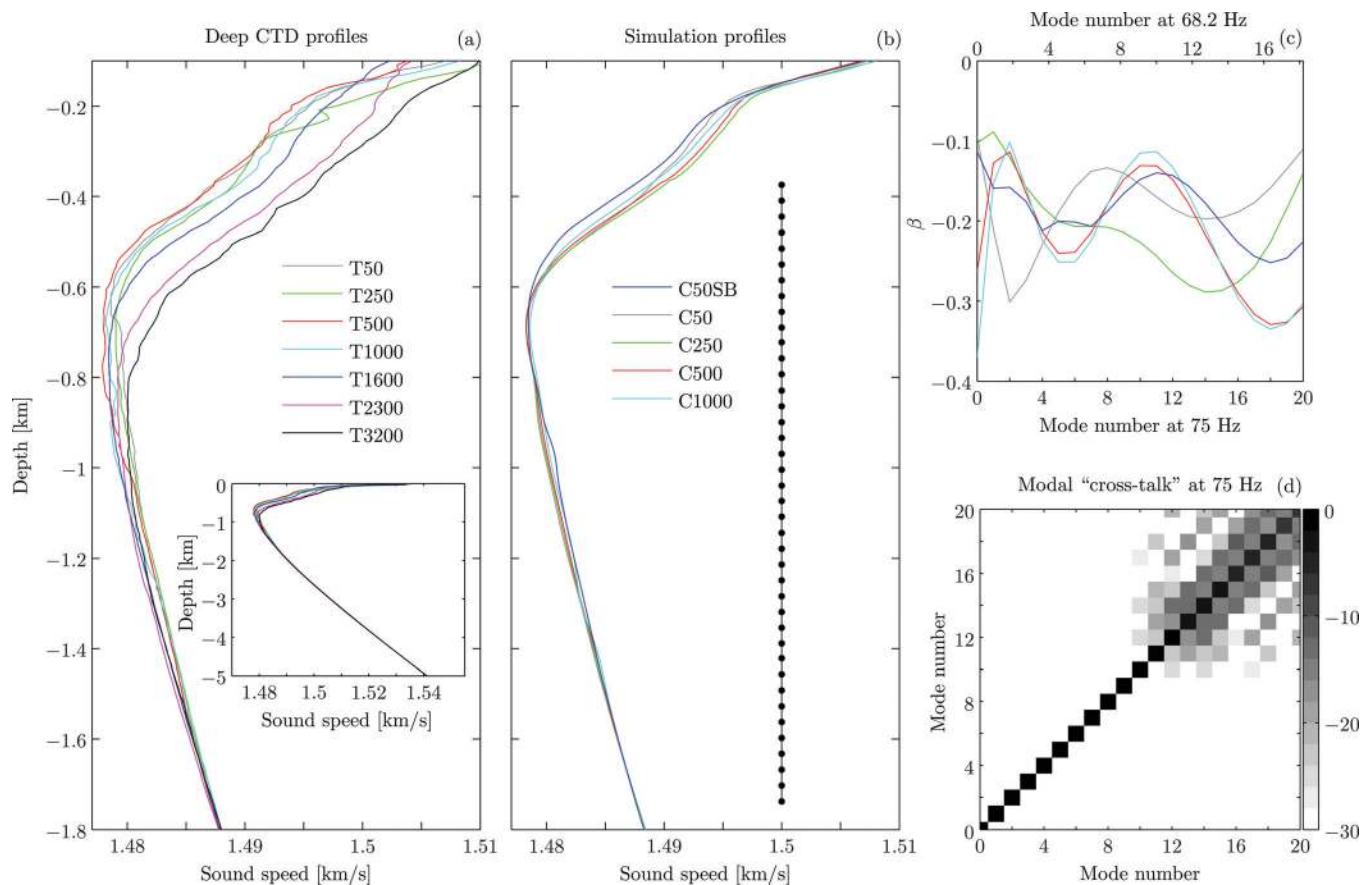 Deep CTD profiles
(a)
−0.2
−0.4
−0.6
−0.8
−1
−1.2
−1.4
−1.6
−1.8
Depth [km]
1.48
1.49
1.5
1.51
Sound speed [km/s]
T50
T250
T500
T1000
T1600
T2300
T3200
0
−1
−2
−3
−4
−5
Depth [km]
1.48
1.5
1.52
1.54
Sound speed [km/s]
Simulation profiles
(b)
C50SB
C50
C250
C500
C1000
1.48
1.49
1.5
1.51
Sound speed [km/s]
Mode number at 68.2 Hz
0
4
8
12
16
(c)
0
−0.1
−0.2
−0.3
−0.4
β
0
4
8
12
16
20
Mode number at 75 Hz
Modal “cross-talk” at 75 Hz
(d)
20
16
12
8
4
0
Mode number
0
4
8
12
16
20
Mode number
0
−10
−20
−30